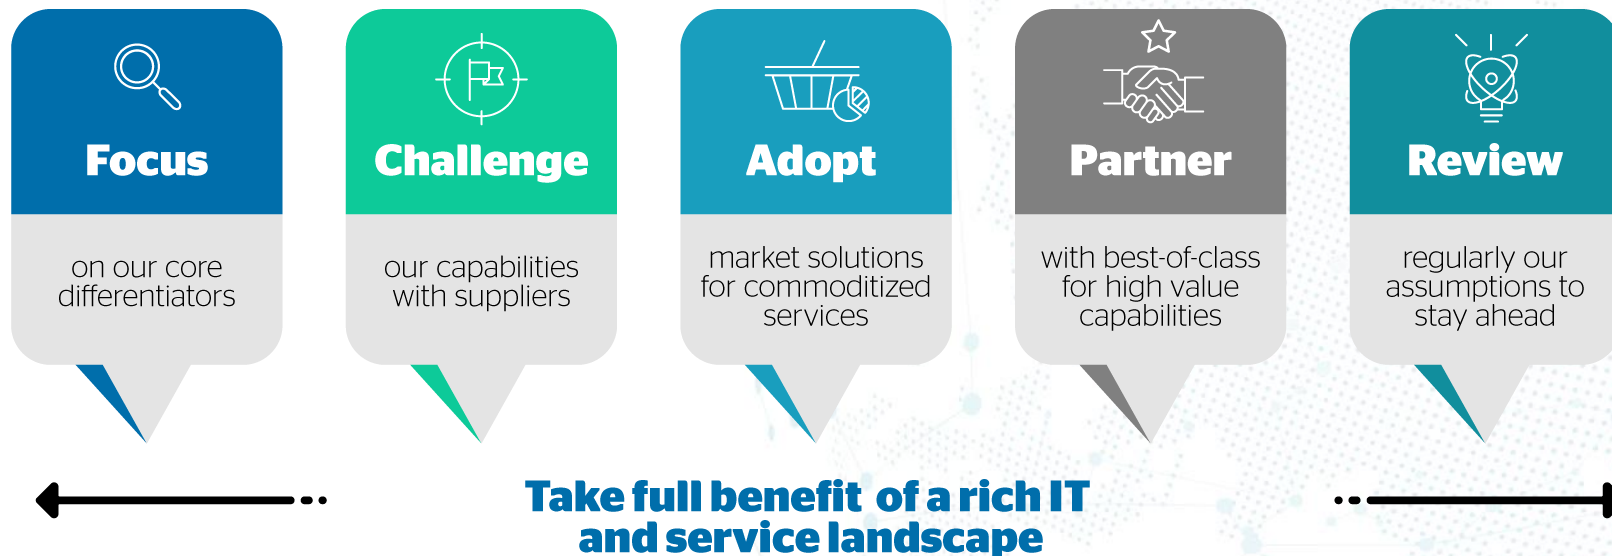 Focus
on our core
differentiators
Challenge
our capabilities
with suppliers
Adopt
market solutions
for commoditized
services
Partner
with best-of-class
for high value
capabilities
Review
regularly our
assumptions to
stay ahead
Take full benefit of a rich IT
and service landscape